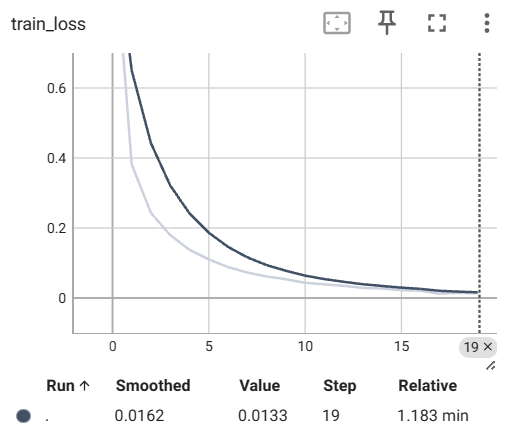 train_loss
0.6
0.4
0.2
0
0 5 10 15 19 ×
Run ↑ Smoothed Value Step Relative
. 0.0162 0.0133 19 1.183 min